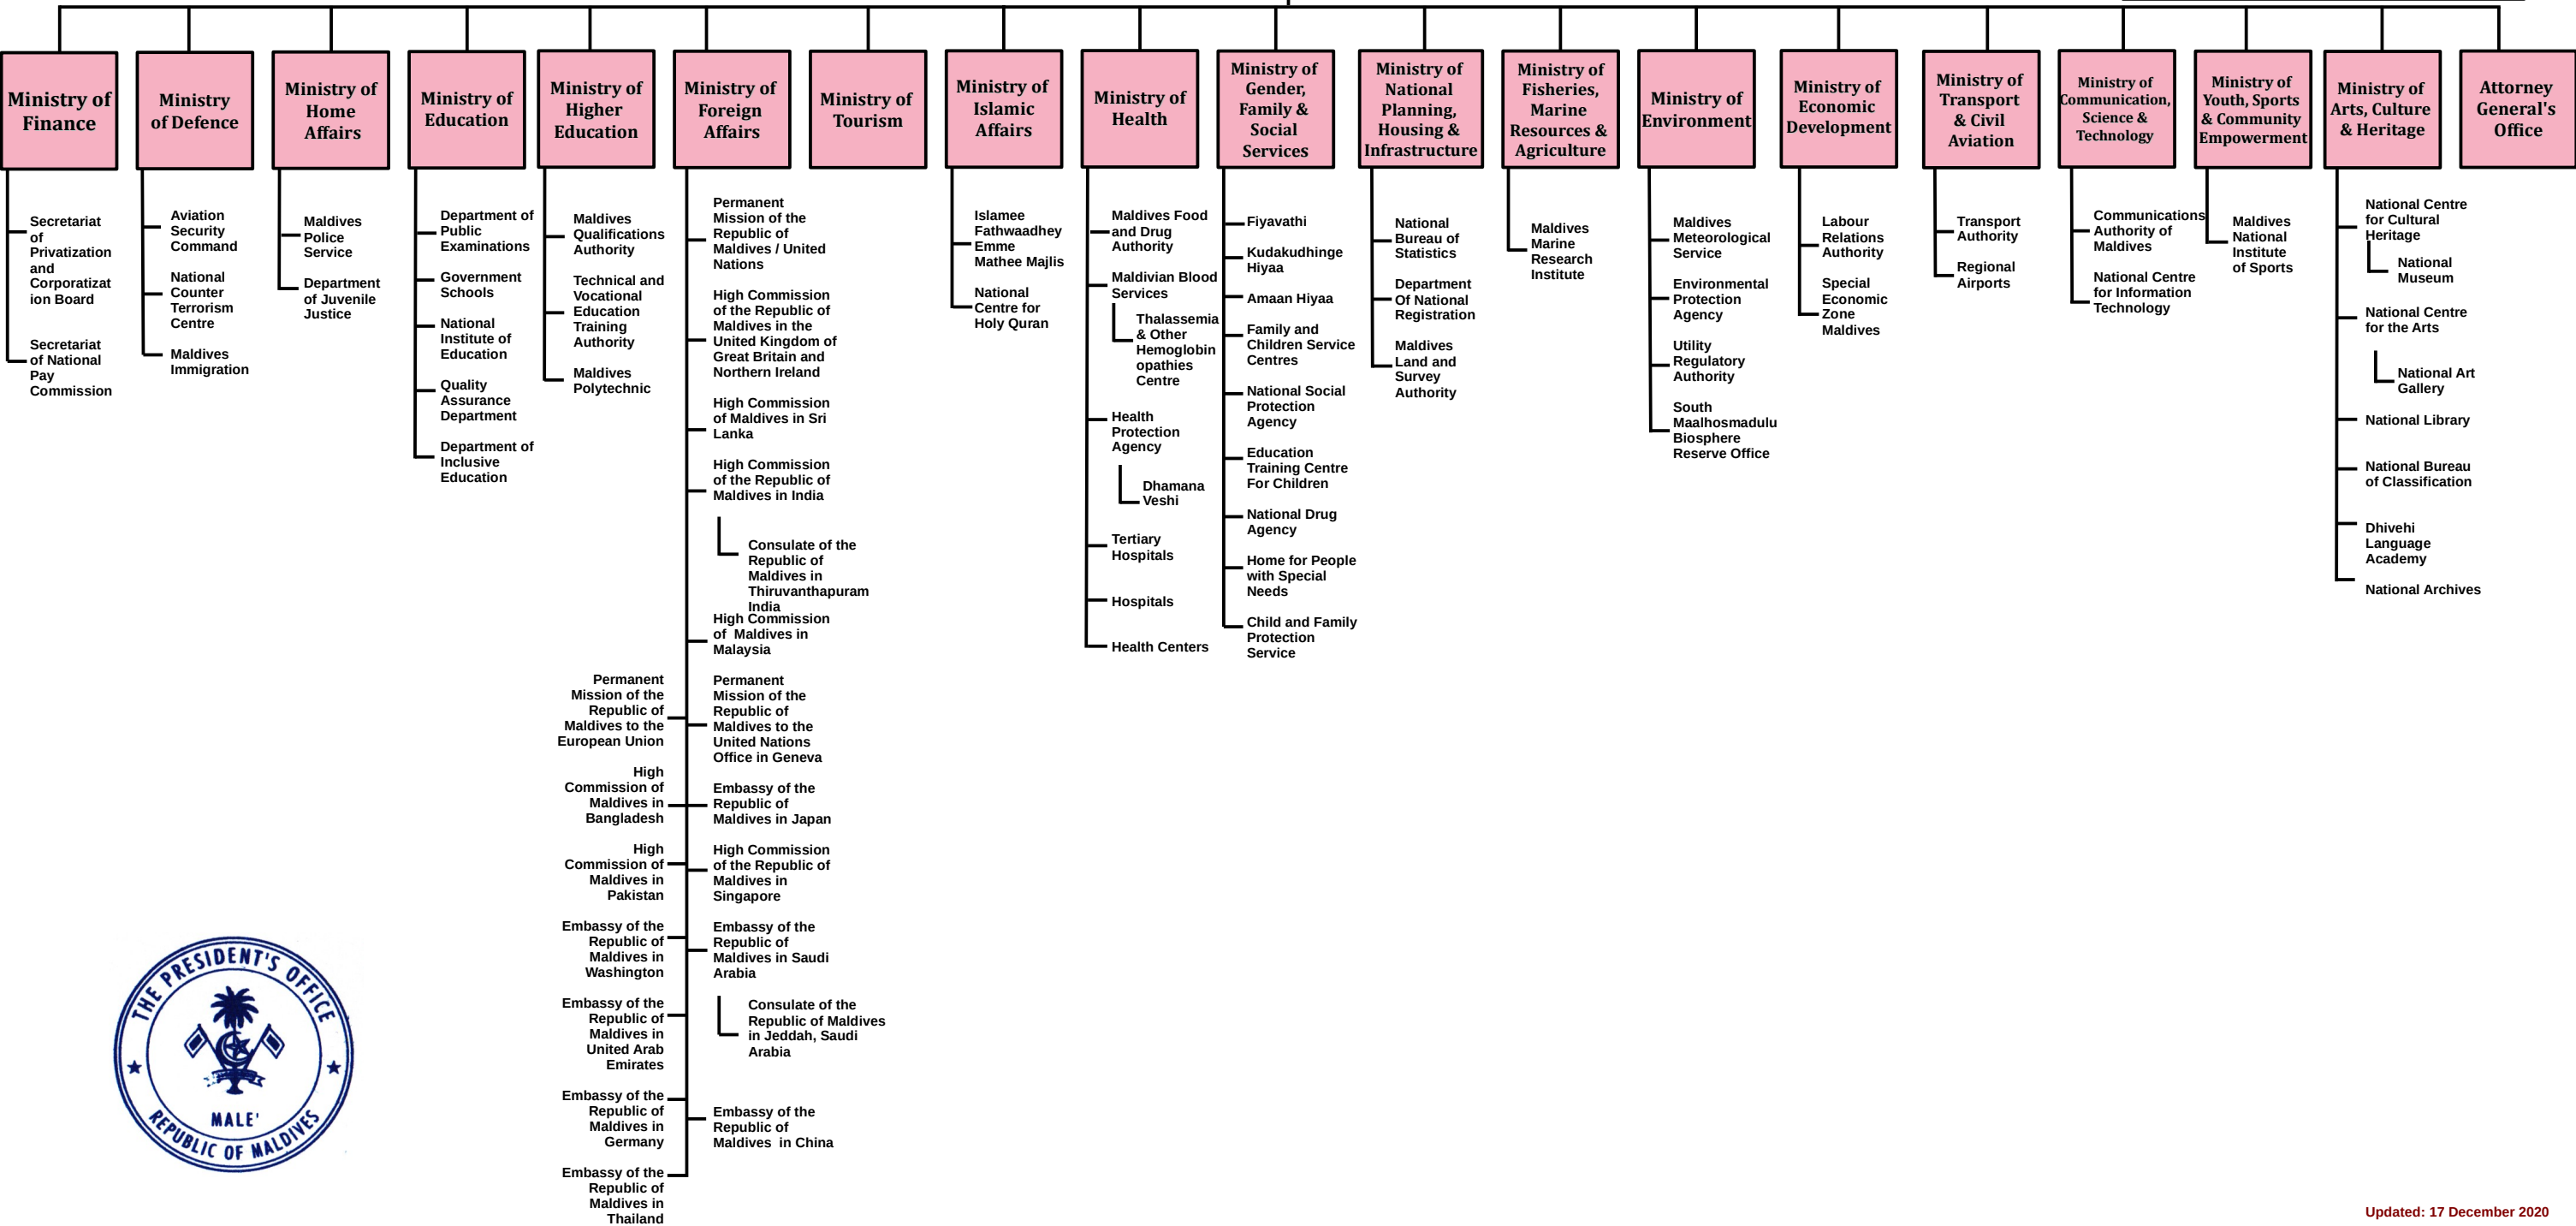 Ministry of
Finance
Ministry
of Defence
Ministry of
Home
Affairs
Ministry of
Education
Ministry of
Higher
Education
Ministry of
Foreign
Affairs
Ministry of
Tourism
Ministry of
Islamic
Affairs
Ministry of
Health
Ministry of
Gender,
Family &
Social
Services
Ministry of
National
Planning,
Housing &
Infrastructure
Ministry of
Fisheries,
Marine
Resources &
Agriculture
Ministry of
Environment
Ministry of
Economic
Development
Ministry of
Transport
& Civil
Aviation
Ministry of
Communication,
Science &
Technology
Ministry of
Youth, Sports
& Community
Empowerment
Ministry of
Arts, Culture
& Heritage
Attorney
General's
Office
Secretariat
of
Privatization
and
Corporatizat
ion Board
Secretariat
of National
Pay
Commission
Aviation
Security
Command
National
Counter
Terrorism
Centre
Maldives
Immigration
Maldives
Police
Service
Department
of Juvenile
Justice
Department of
Public
Examinations
Government
Schools
National
Institute of
Education
Quality
Assurance
Department
Department of
Inclusive
Education
Maldives
Qualifications
Authority
Technical and
Vocational
Education
Training
Authority
Maldives
Polytechnic
Permanent
Mission of the
Republic of
Maldives / United
Nations
High Commission
of the Republic of
Maldives in the
United Kingdom of
Great Britain and
Northern Ireland
High Commission
of Maldives in Sri
Lanka
High Commission
of the Republic of
Maldives in India
Consulate of the
Republic of
Maldives in
Thiruvanthapuram
India
High Commission
of Maldives in
Malaysia
Permanent
Mission of the
Republic of
Maldives to the
European Union
Permanent
Mission of the
Republic of
Maldives to the
United Nations
Office in Geneva
High
Commission of
Maldives in
Bangladesh
Embassy of the
Republic of
Maldives in Japan
High
Commission of
Maldives in
Pakistan
High Commission
of the Republic of
Maldives in
Singapore
Embassy of the
Republic of
Maldives in
Washington
Embassy of the
Republic of
Maldives in Saudi
Arabia
Embassy of the
Republic of
Maldives in
United Arab
Emirates
Consulate of the
Republic of Maldives
in Jeddah, Saudi
Arabia
Embassy of the
Republic of
Maldives in
Germany
Embassy of the
Republic of
Maldives in China
Embassy of the
Republic of
Maldives in
Thailand
Islamee
Fathwaadhey
Emme
Mathee Majlis
National
Centre for
Holy Quran
Maldives Food
and Drug
Authority
Maldivian Blood
Services
Thalassemia
& Other
Hemoglobin
opathies
Centre
Health
Protection
Agency
Dhamana
Veshi
Tertiary
Hospitals
Hospitals
Health Centers
Fiyavathi
Kudakudhinge
Hiyaa
Amaan Hiyaa
Family and
Children Service
Centres
National Social
Protection
Agency
Education
Training Centre
For Children
National Drug
Agency
Home for People
with Special
Needs
Child and Family
Protection
Service
National
Bureau of
Statistics
Department
Of National
Registration
Maldives
Land and
Survey
Authority
Maldives
Marine
Research
Institute
Maldives
Meteorological
Service
Environmental
Protection
Agency
Utility
Regulatory
Authority
South
Maalhosmadulu
Biosphere
Reserve Office
Labour
Relations
Authority
Special
Economic
Zone
Maldives
Transport
Authority
Regional
Airports
Communications
Authority of
Maldives
National Centre
for Information
Technology
Maldives
National
Institute
of Sports
National Centre
for Cultural
Heritage
National
Museum
National Centre
for the Arts
National Art
Gallery
National Library
National Bureau
of Classification
Dhivehi
Language
Academy
National Archives
THE PRESIDENT'S OFFICE
MALE'
REPUBLIC OF MALDIVES
Updated: 17 December 2020